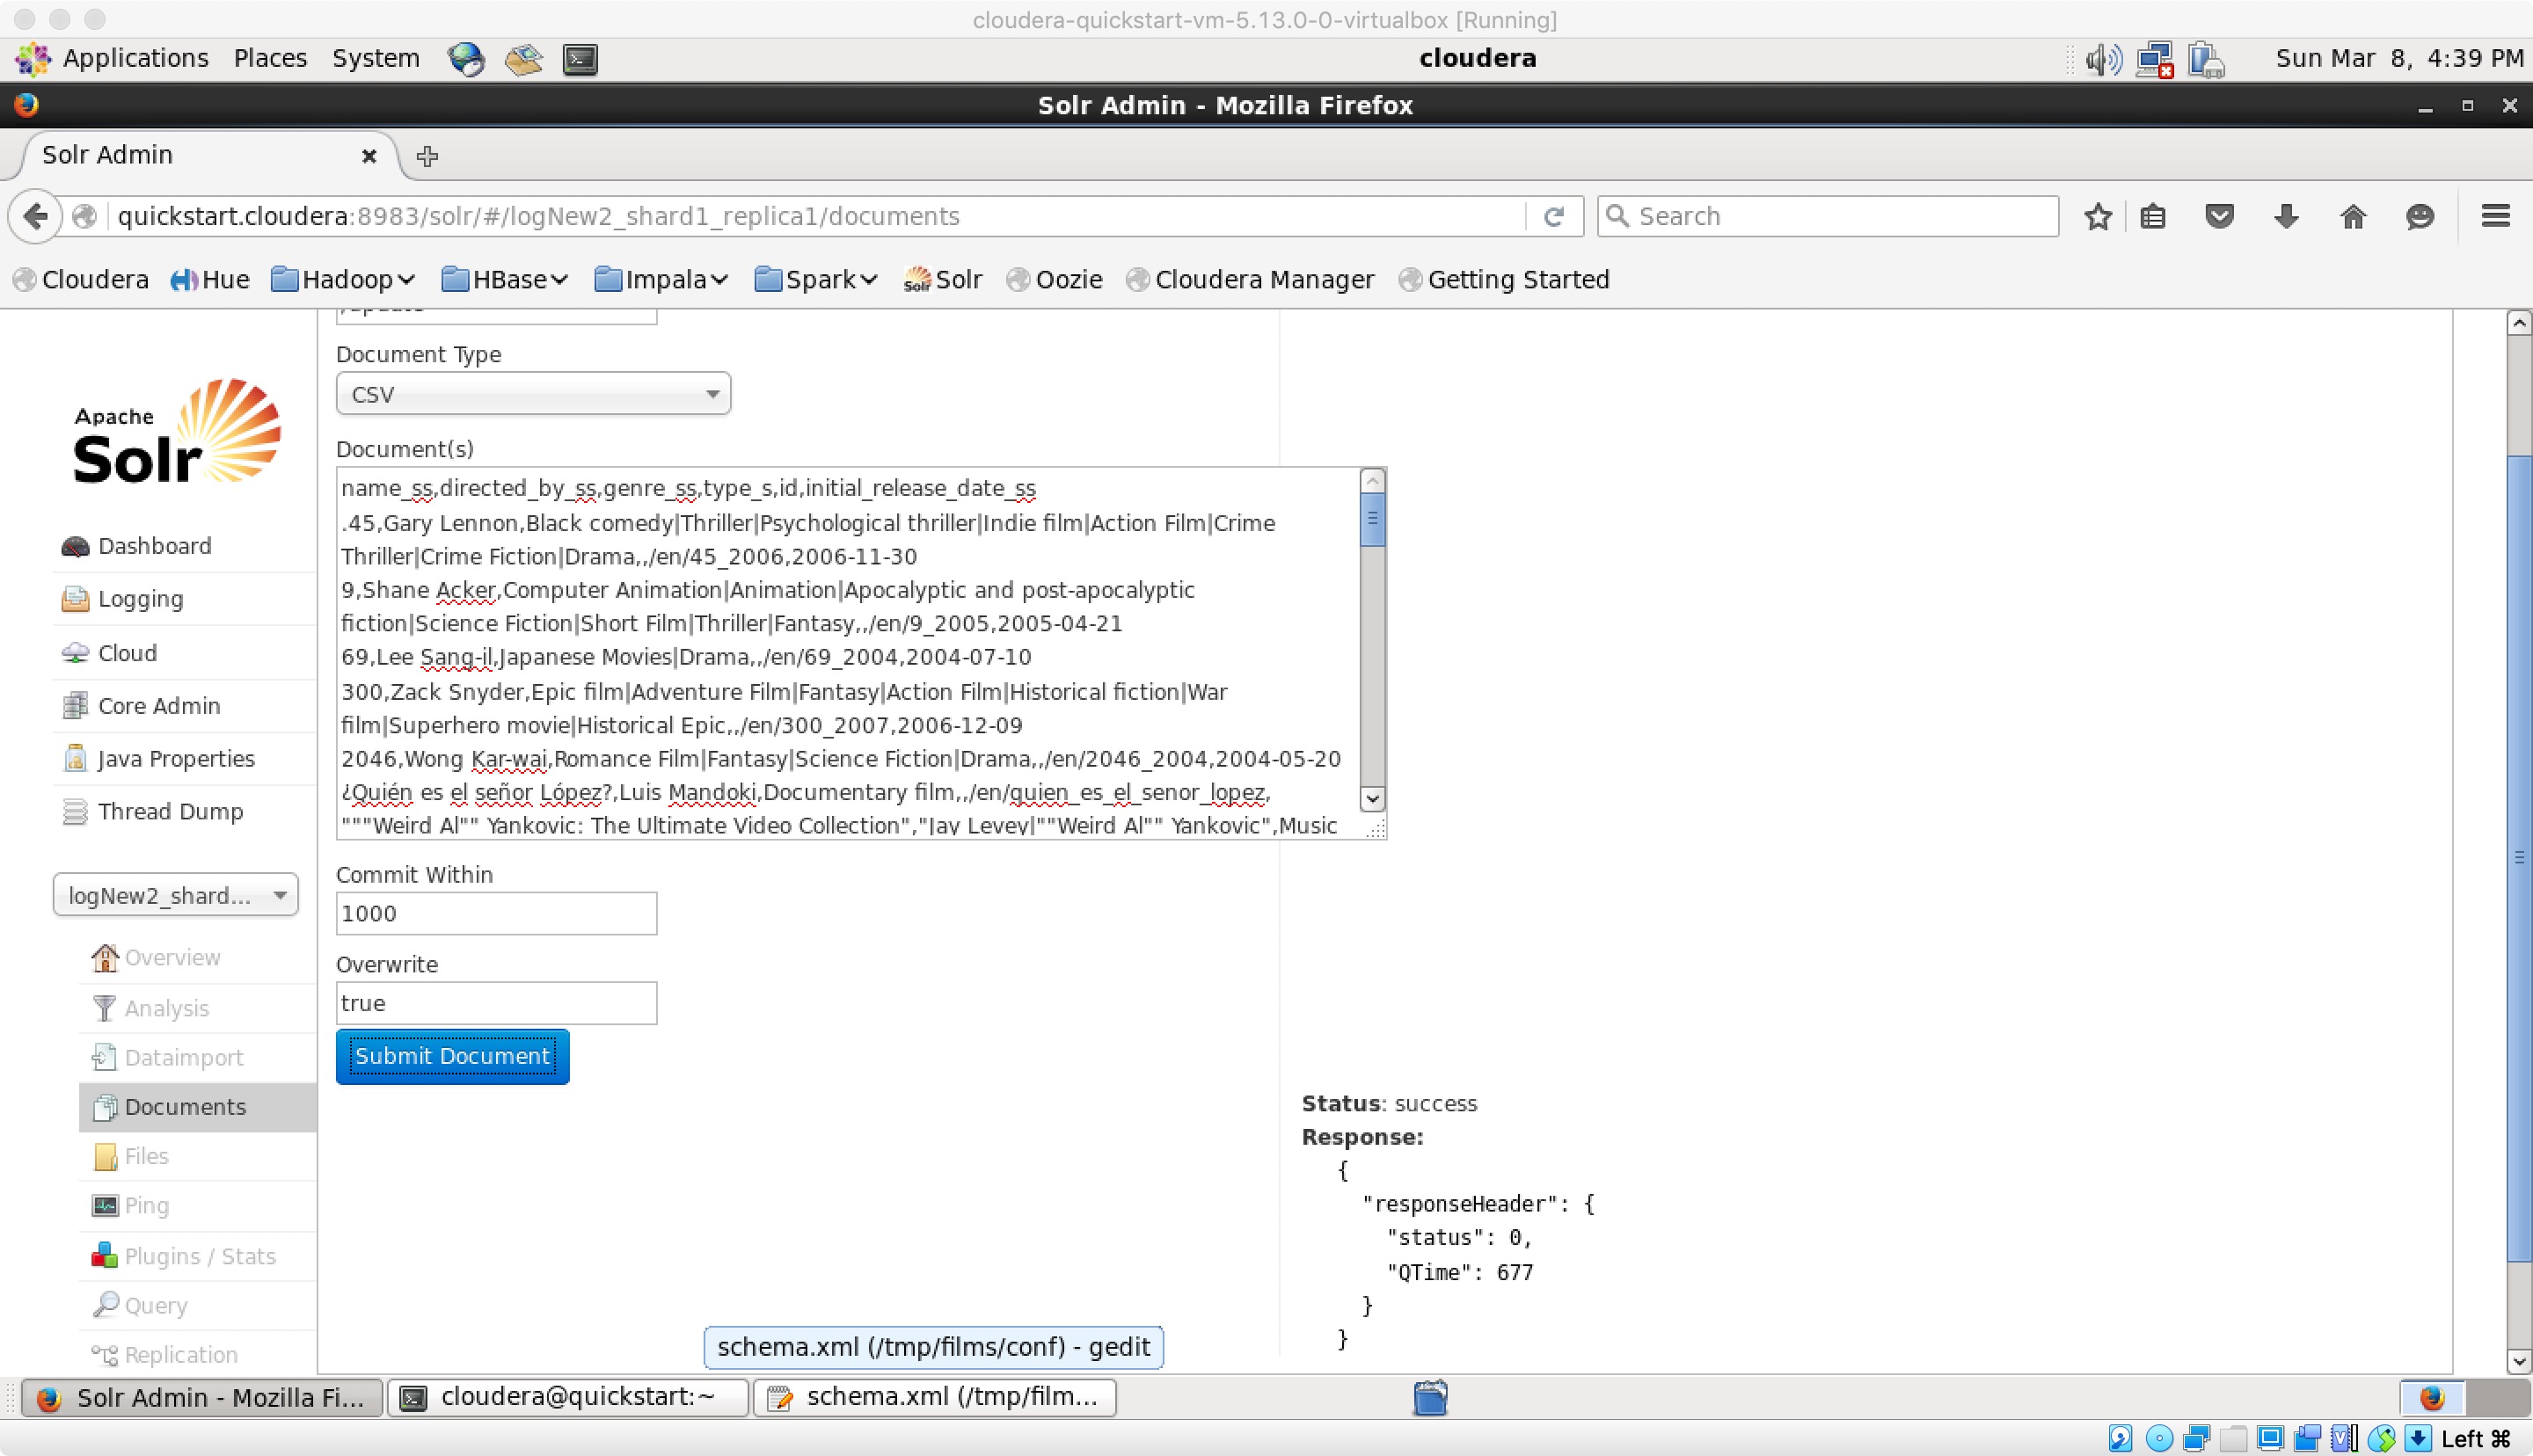 cloudera-quickstart-vm-5.13.0-0-virtualbox [Running]
Applications Places System cloudera Sun Mar 8, 4:39 PM
Solr Admin - Mozilla Firefox
Solr Admin
quickstart.cloudera:8983/solr/#/logNew2_shard1_replica1/documents Search
Cloudera Hue Hadoop HBase Impala Spark Solr Oozie Cloudera Manager Getting Started
Apache
Solr
Dashboard
Logging
Cloud
Core Admin
Java Properties
Thread Dump
logNew2_shard...
Overview
Analysis
Dataimport
Documents
Files
Ping
Plugins / Stats
Query
Replication
Document Type
CSV
Document(s)
name_ss,directed_by_ss,genre_ss,type_s,id,initial_release_date_ss
.45,Gary Lennon,Black comedy|Thriller|Psychological thriller|Indie film|Action Film|Crime
Thriller|Crime Fiction|Drama,,/en/45_2006,2006-11-30
9,Shane Acker,Computer Animation|Animation|Apocalyptic and post-apocalyptic
fiction|Science Fiction|Short Film|Thriller|Fantasy,,/en/9_2005,2005-04-21
69,Lee Sang-il,Japanese Movies|Drama,,/en/69_2004,2004-07-10
300,Zack Snyder,Epic film|Adventure Film|Fantasy|Action Film|Historical fiction|War
film|Superhero movie|Historical Epic,,/en/300_2007,2006-12-09
2046,Wong Kar-wai,Romance Film|Fantasy|Science Fiction|Drama,,/en/2046_2004,2004-05-20
¿Quién es el señor López?,Luis Mandoki,Documentary film,,/en/quien_es_el_senor_lopez,
"""Weird Al"" Yankovic: The Ultimate Video Collection","Jay Levey|""Weird Al"" Yankovic",Music
Commit Within
1000
Overwrite
true
Submit Document
Status: success
Response:
{
"responseHeader": {
"status": 0,
"QTime": 677
}
}
schema.xml (/tmp/films/conf) - gedit
Solr Admin - Mozilla Fi... cloudera@quickstart:~ schema.xml (/tmp/film...
Left ⌘